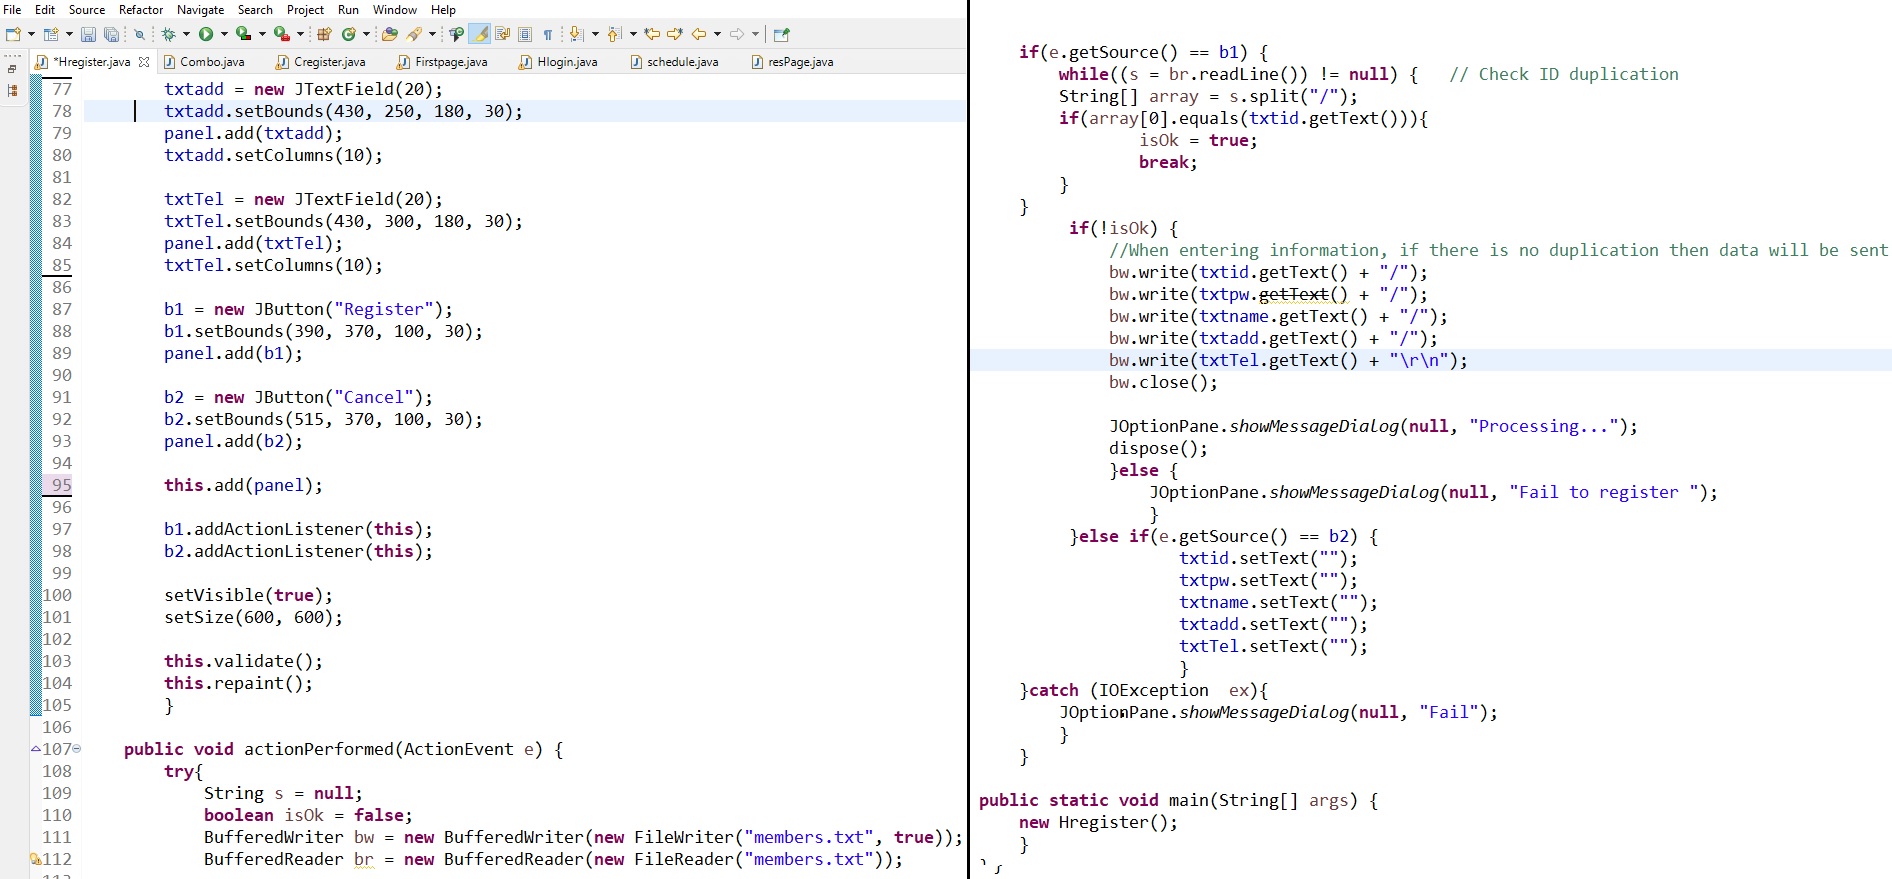 File Edit Source Refactor Navigate Search Project Run Window Help
*Hregister.java Combo.java Cregister.java Firstpage.java Hlogin.java schedule.java resPage.java
77 txtadd = new JTextField(20);
78 txtadd.setBounds(430, 250, 180, 30);
79 panel.add(txtadd);
80 txtadd.setColumns(10);
81
82 txtTel = new JTextField(20);
83 txtTel.setBounds(430, 300, 180, 30);
84 panel.add(txtTel);
85 txtTel.setColumns(10);
86
87 b1 = new JButton("Register");
88 b1.setBounds(390, 370, 100, 30);
89 panel.add(b1);
90
91 b2 = new JButton("Cancel");
92 b2.setBounds(515, 370, 100, 30);
93 panel.add(b2);
94
95 this.add(panel);
96
97 b1.addActionListener(this);
98 b2.addActionListener(this);
99
100 setVisible(true);
101 setSize(600, 600);
102
103 this.validate();
104 this.repaint();
105 }
106
107 public void actionPerformed(ActionEvent e) {
108 try{
109 String s = null;
110 boolean isOk = false;
111 BufferedWriter bw = new BufferedWriter(new FileWriter("members.txt", true));
112 BufferedReader br = new BufferedReader(new FileReader("members.txt"));
if(e.getSource() == b1) {
while((s = br.readLine()) != null) { // Check ID duplication
String[] array = s.split("/");
if(array[0].equals(txtid.getText())){
isOk = true;
break;
}
}
if(!isOk) {
//When entering information, if there is no duplication then data will be sent
bw.write(txtid.getText() + "/");
bw.write(txtpw.getText() + "/");
bw.write(txtname.getText() + "/");
bw.write(txtadd.getText() + "/");
bw.write(txtTel.getText() + "\r\n");
bw.close();
JOptionPane.showMessageDialog(null, "Processing...");
dispose();
}else {
JOptionPane.showMessageDialog(null, "Fail to register ");
}
}else if(e.getSource() == b2) {
txtid.setText("");
txtpw.setText("");
txtname.setText("");
txtadd.setText("");
txtTel.setText("");
}
}catch (IOException ex){
JOptionPane.showMessageDialog(null, "Fail");
}
}
public static void main(String[] args) {
new Hregister();
}